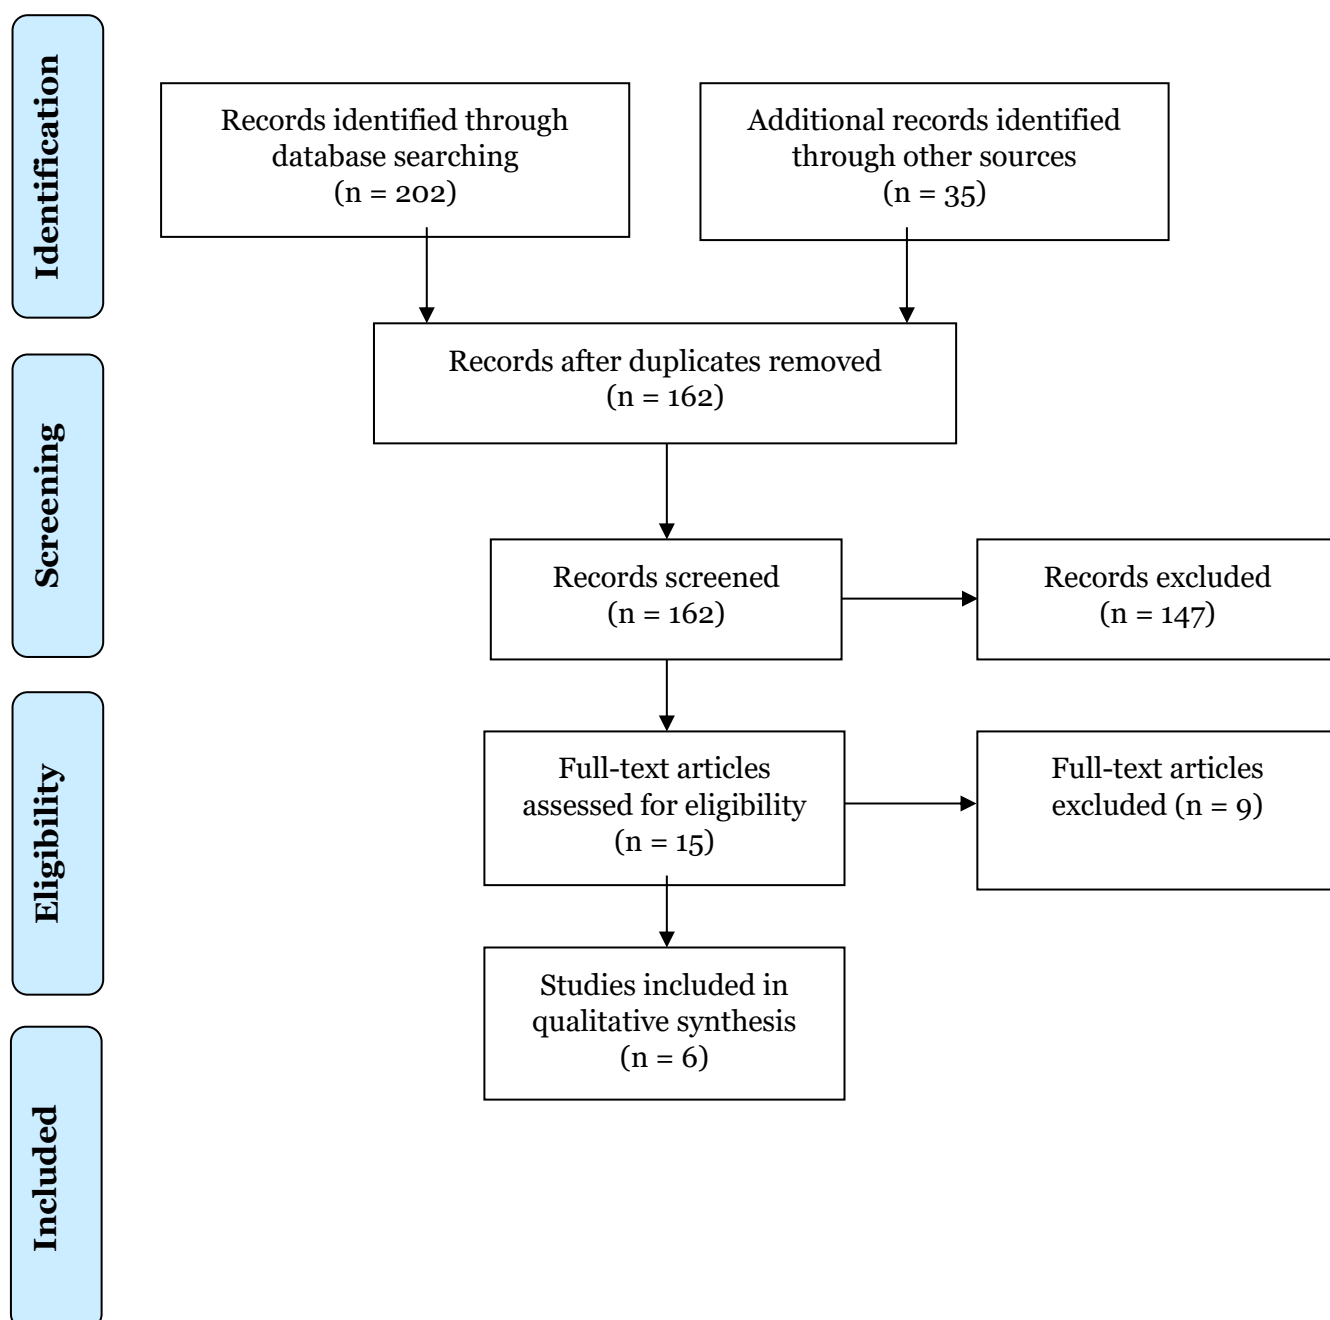 Identification
Records identified through
database searching
(n = 202)
Additional records identified
through other sources
(n = 35)
Records after duplicates removed
(n = 162)
Screening
Records screened
(n = 162)
Records excluded
(n = 147)
Eligibility
Full-text articles
assessed for eligibility
(n = 15)
Full-text articles
excluded (n = 9)
Studies included in
qualitative synthesis
(n = 6)
Included